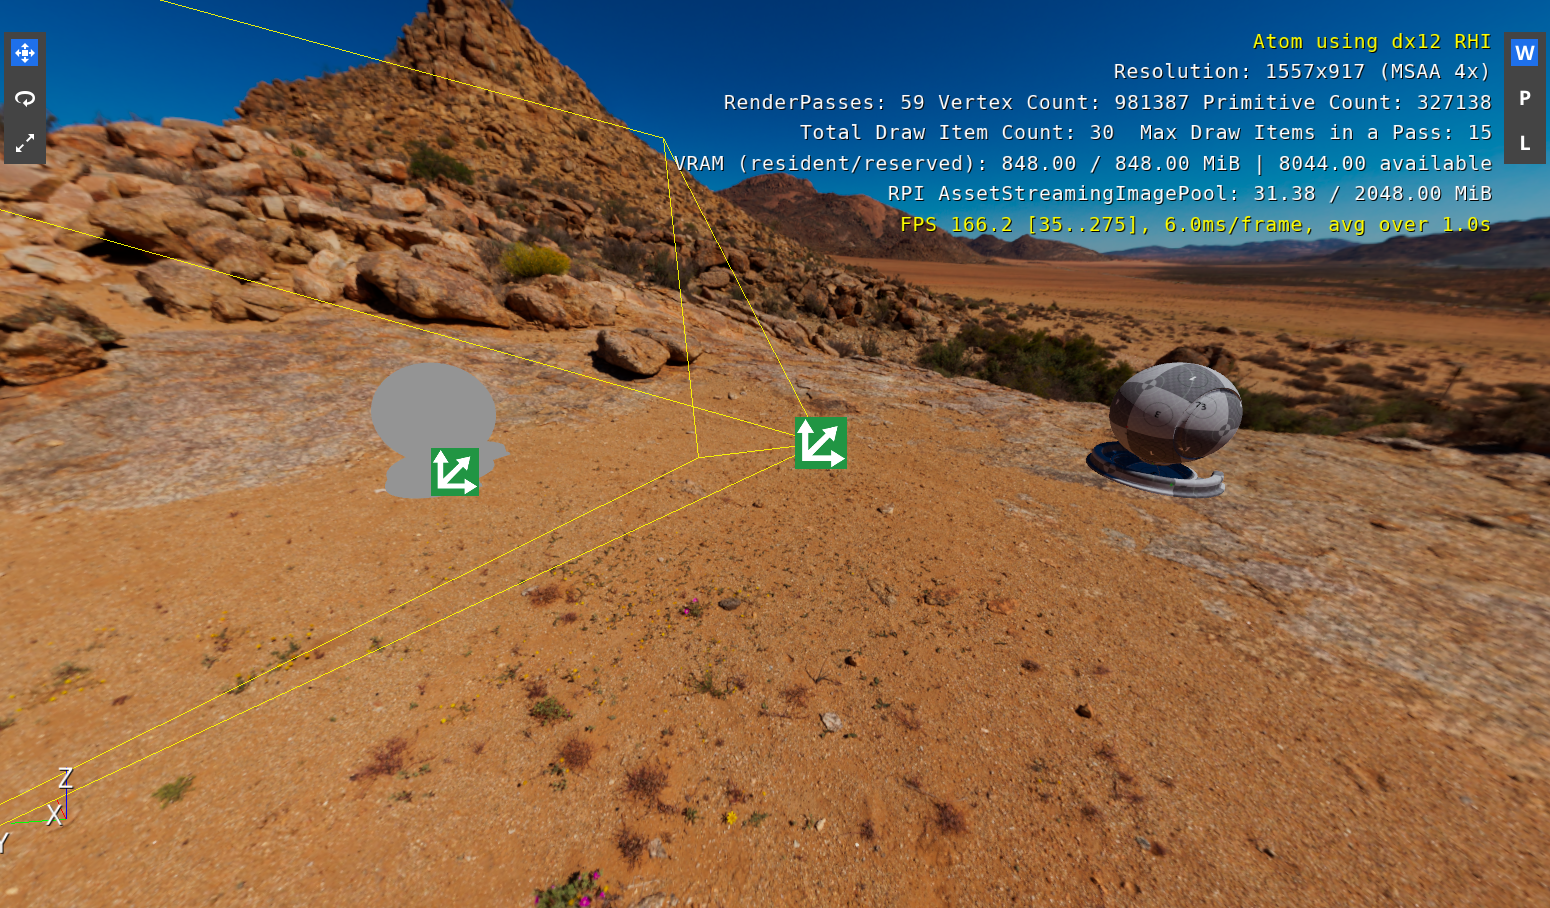 Atom using dx12 RHI
Resolution: 1557x917 (MSAA 4x)
RenderPasses: 59 Vertex Count: 981387 Primitive Count: 327138
Total Draw Item Count: 30  Max Draw Items in a Pass: 15
VRAM (resident/reserved): 848.00 / 848.00 MiB | 8044.00 available
RPI AssetStreamingImagePool: 31.38 / 2048.00 MiB
FPS 166.2 [35..275], 6.0ms/frame, avg over 1.0s
W
P
L
E
73
Z
X
Y